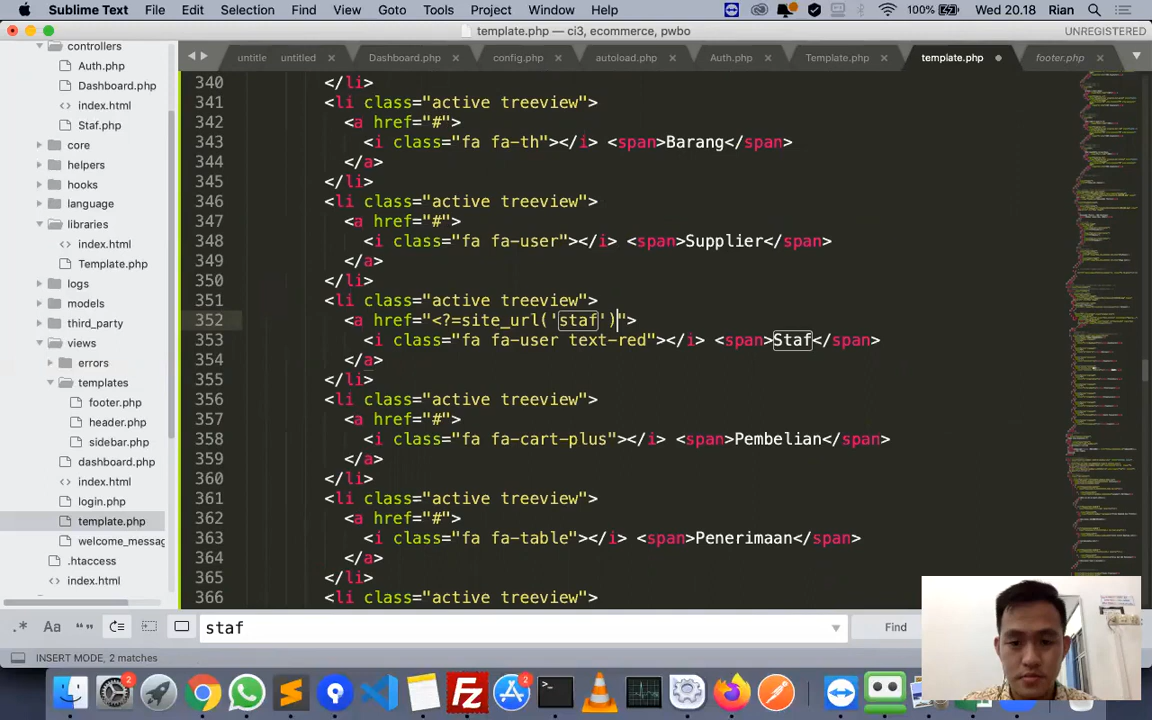 Sublime Text File Edit Selection Find View Goto Tools Project Window Help 100% Wed 20.18 Rian
template.php — ci3, ecommerce, pwbo UNREGISTERED
untitle untitled Dashboard.php config.php autoload.php Auth.php Template.php template.php footer.php
controllers
Auth.php
Dashboard.php
index.html
Staf.php
core
helpers
hooks
language
libraries
index.html
Template.php
logs
models
third_party
views
errors
templates
footer.php
header.php
sidebar.php
dashboard.php
index.html
login.php
template.php
welcome_messag
.htaccess
index.html
340 </li>
341 <li class="active treeview">
342 <a href="#">
343 <i class="fa fa-th"></i> <span>Barang</span>
344 </a>
345 </li>
346 <li class="active treeview">
347 <a href="#">
348 <i class="fa fa-user"></i> <span>Supplier</span>
349 </a>
350 </li>
351 <li class="active treeview">
352 <a href="<?=site_url('staf')">
353 <i class="fa fa-user text-red"></i> <span>Staf</span>
354 </a>
355 </li>
356 <li class="active treeview">
357 <a href="#">
358 <i class="fa fa-cart-plus"></i> <span>Pembelian</span>
359 </a>
360 </li>
361 <li class="active treeview">
362 <a href="#">
363 <i class="fa fa-table"></i> <span>Penerimaan</span>
364 </a>
365 </li>
366 <li class="active treeview">
.* Aa “” staf Find
INSERT MODE, 2 matches
2 2